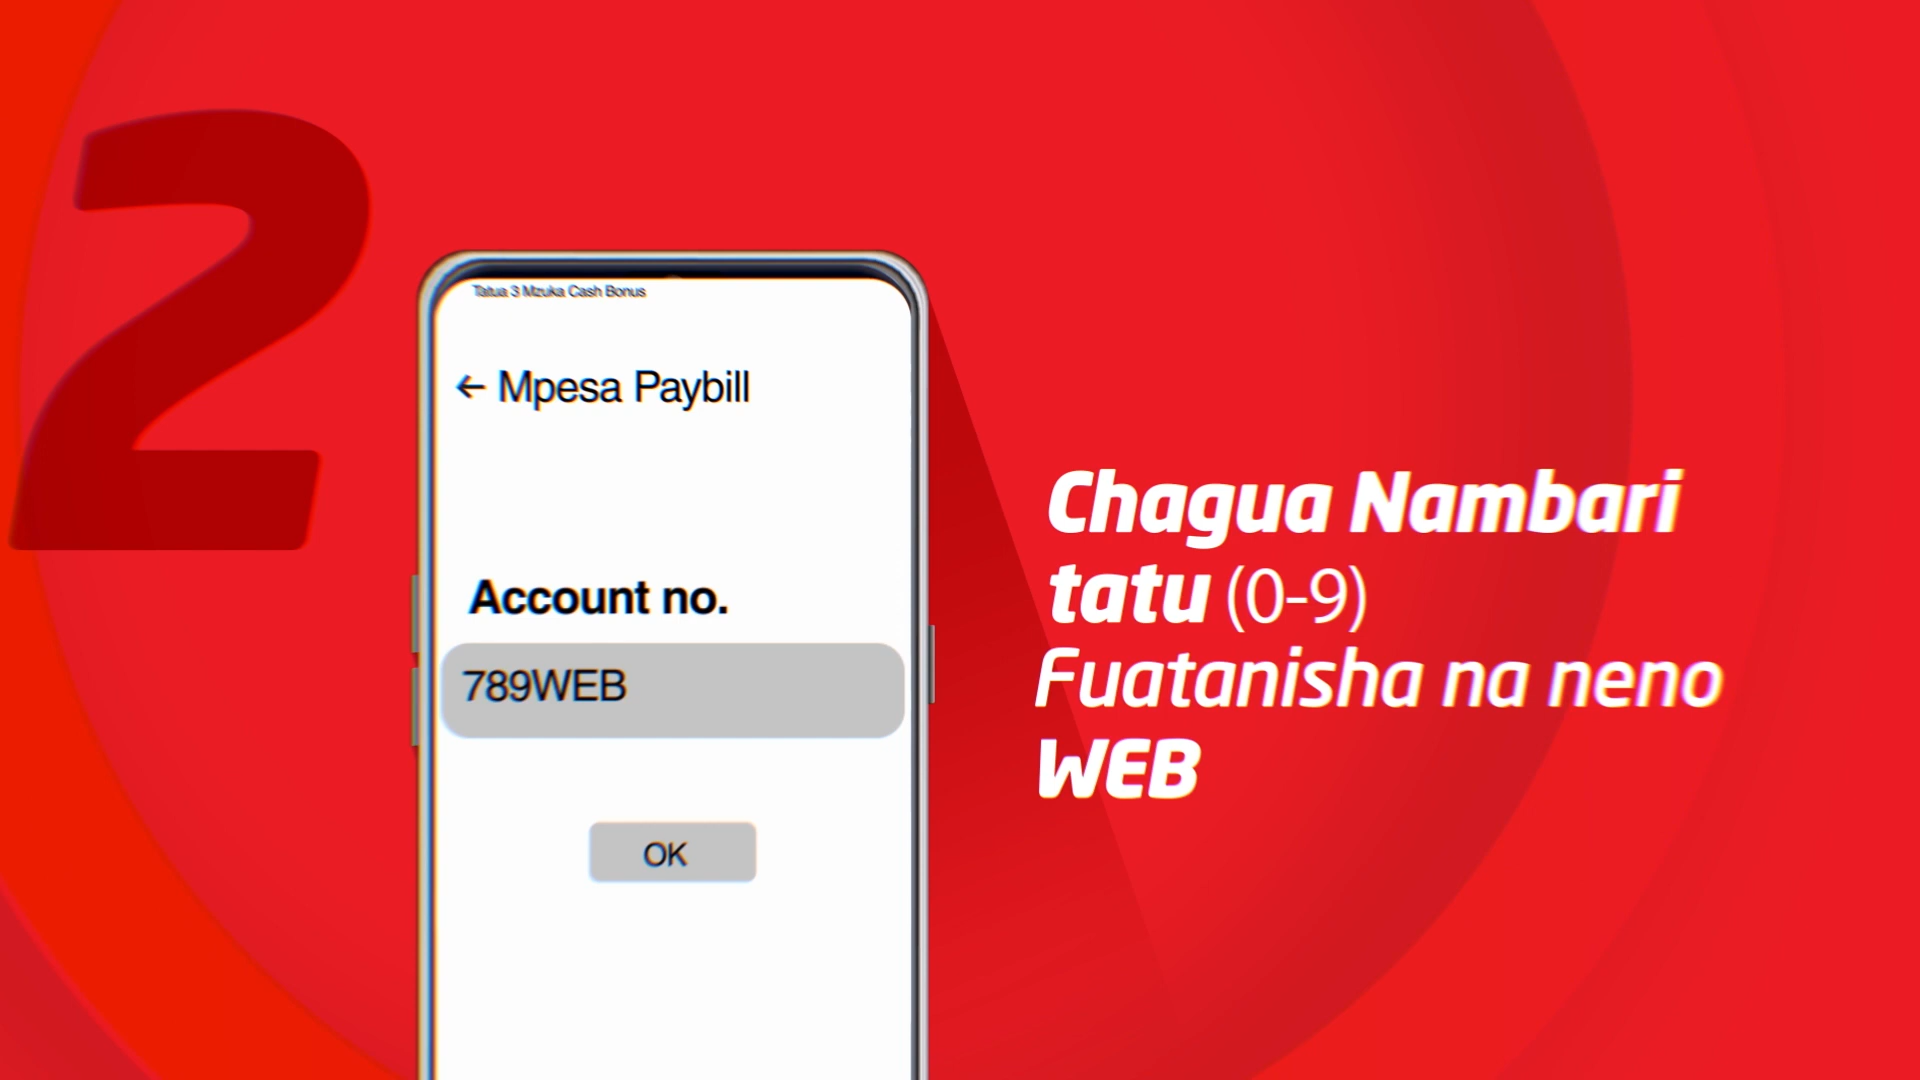 2
Tatua 3 Mzuka Cash Bonus
← Mpesa Paybill
Account no.
789WEB
OK
Chagua Nambari
tatu (0-9)
Fuatanisha na neno
WEB